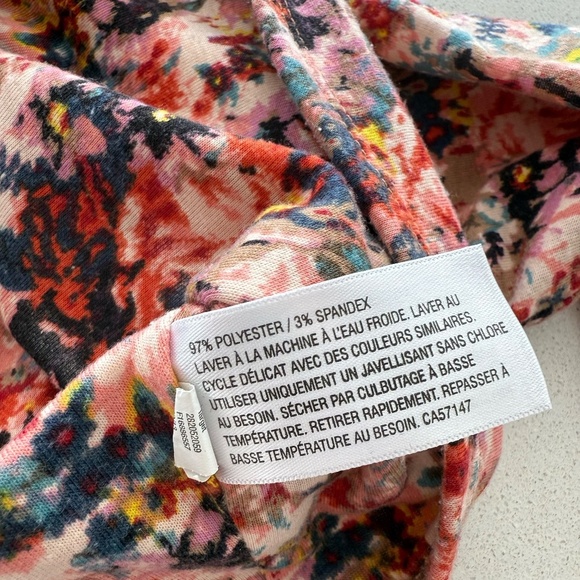 97% POLYESTER / 3% SPANDEX
LAVER À LA MACHINE À L'EAU FROIDE. LAVER AU
CYCLE DÉLICAT AVEC DES COULEURS SIMILAIRES.
UTILISER UNIQUEMENT UN JAVELLISANT SANS CHLORE
AU BESOIN. SÉCHER PAR CULBUTAGE À BASSE
TEMPÉRATURE. RETIRER RAPIDEMENT. REPASSER À
BASSE TEMPÉRATURE AU BESOIN. CA57147
262052059